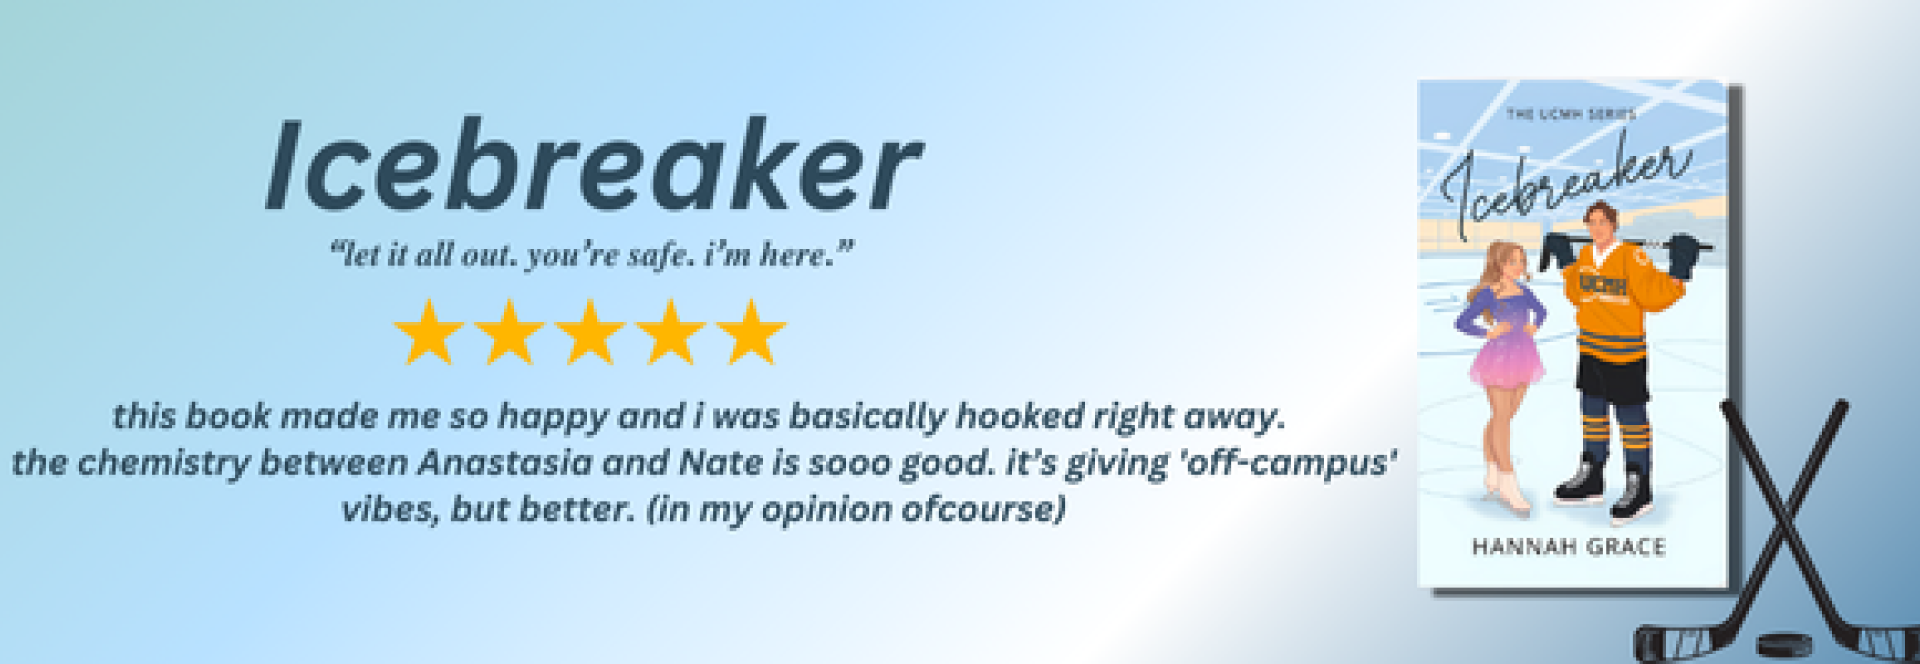 Icebreaker
“let it all out. you’re safe. i’m here.”
this book made me so happy and i was basically hooked right away.
the chemistry between Anastasia and Nate is sooo good. it’s giving 'off-campus'
vibes, but better. (in my opinion ofcourse)
THE UCMH SERIES
Icebreaker
UCMH
HANNAH GRACE